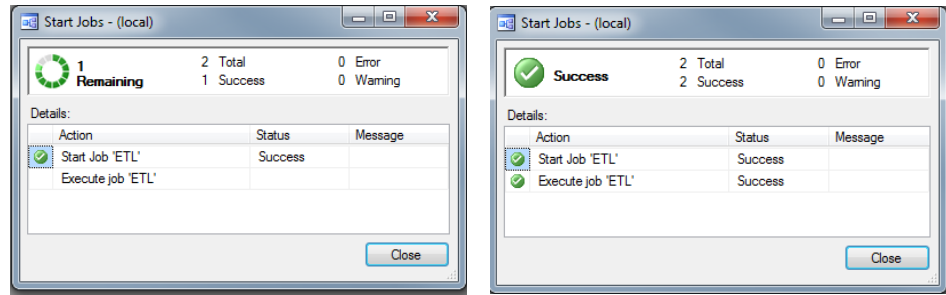 Start Jobs - (local)
1 Remaining
2 Total 0 Error
1 Success 0 Warning
Details:
Action Status Message
Start Job 'ETL' Success
Execute job 'ETL'
Close
Start Jobs - (local)
Success
2 Total 0 Error
2 Success 0 Warning
Details:
Action Status Message
Start Job 'ETL' Success
Execute job 'ETL' Success
Close